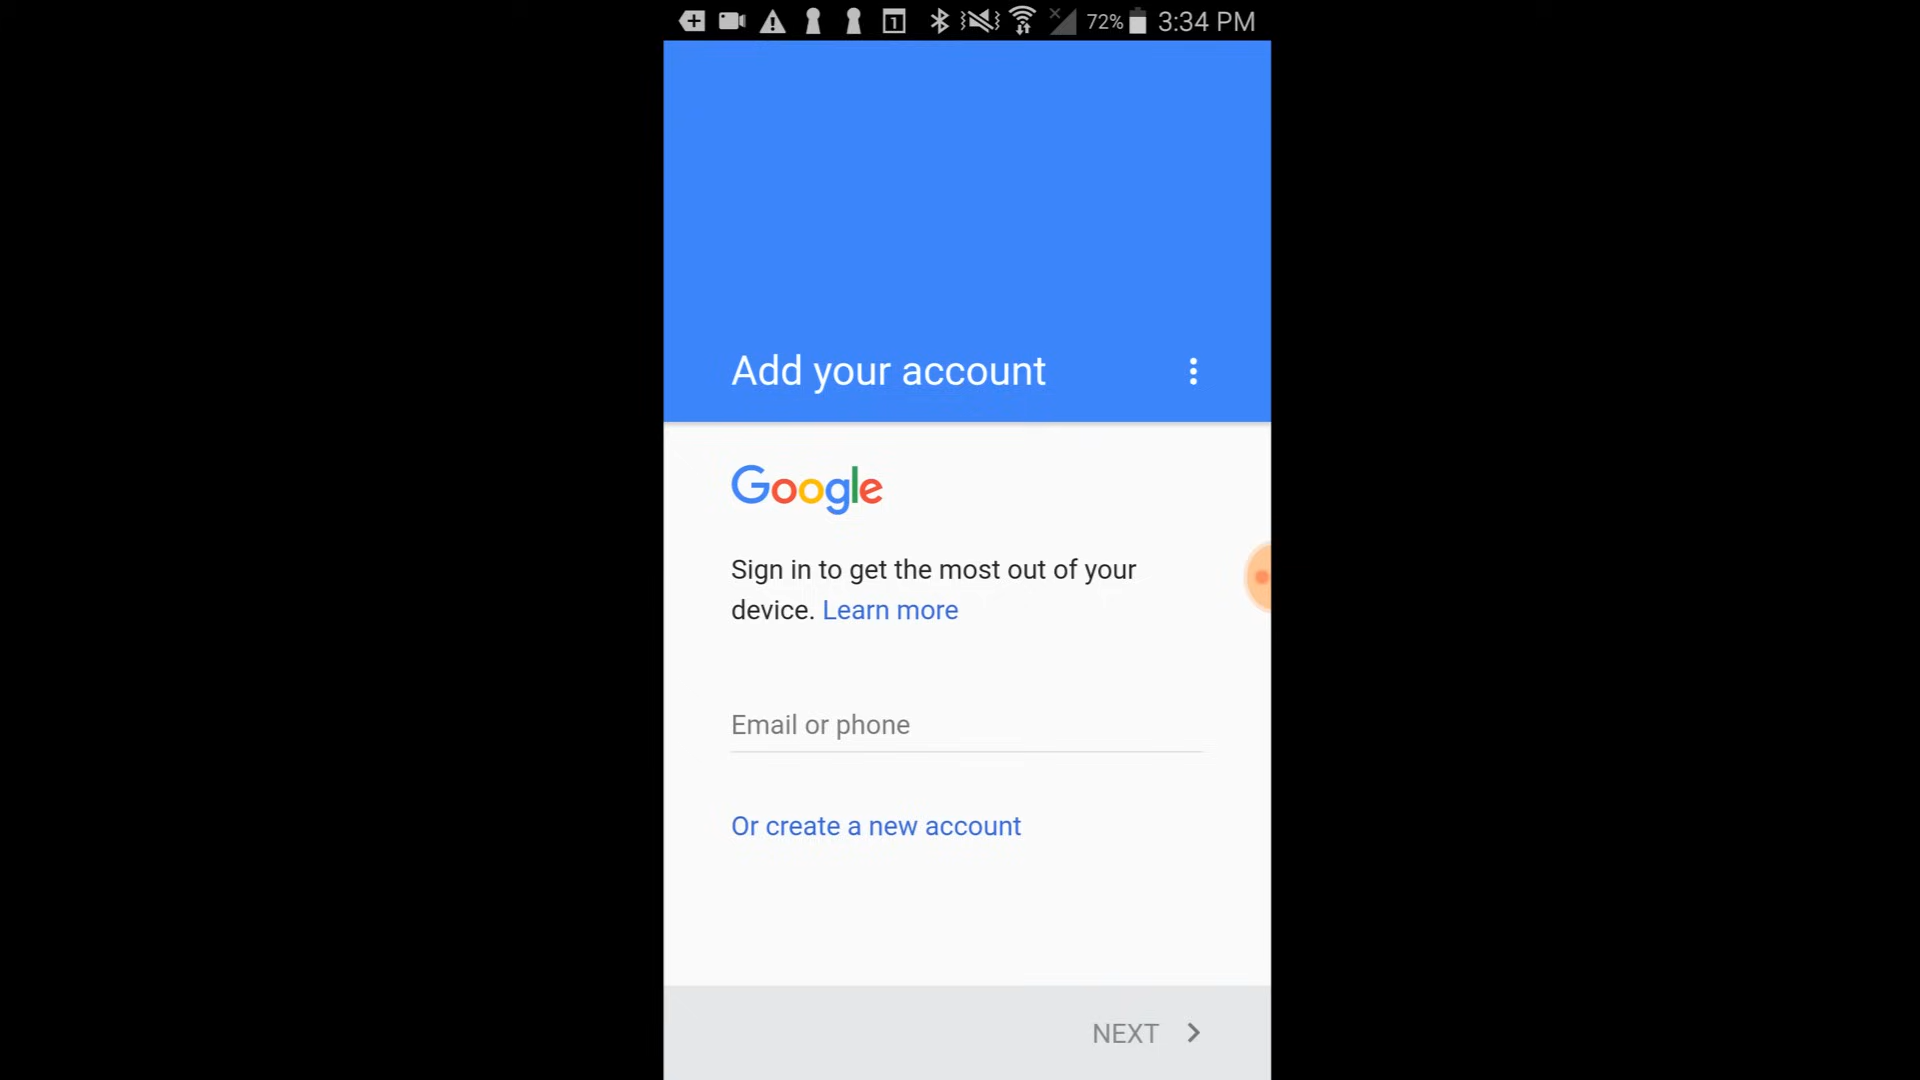 1 72% 3:34 PM
Add your account
Google
Sign in to get the most out of your
device. Learn more
Email or phone
Or create a new account
NEXT